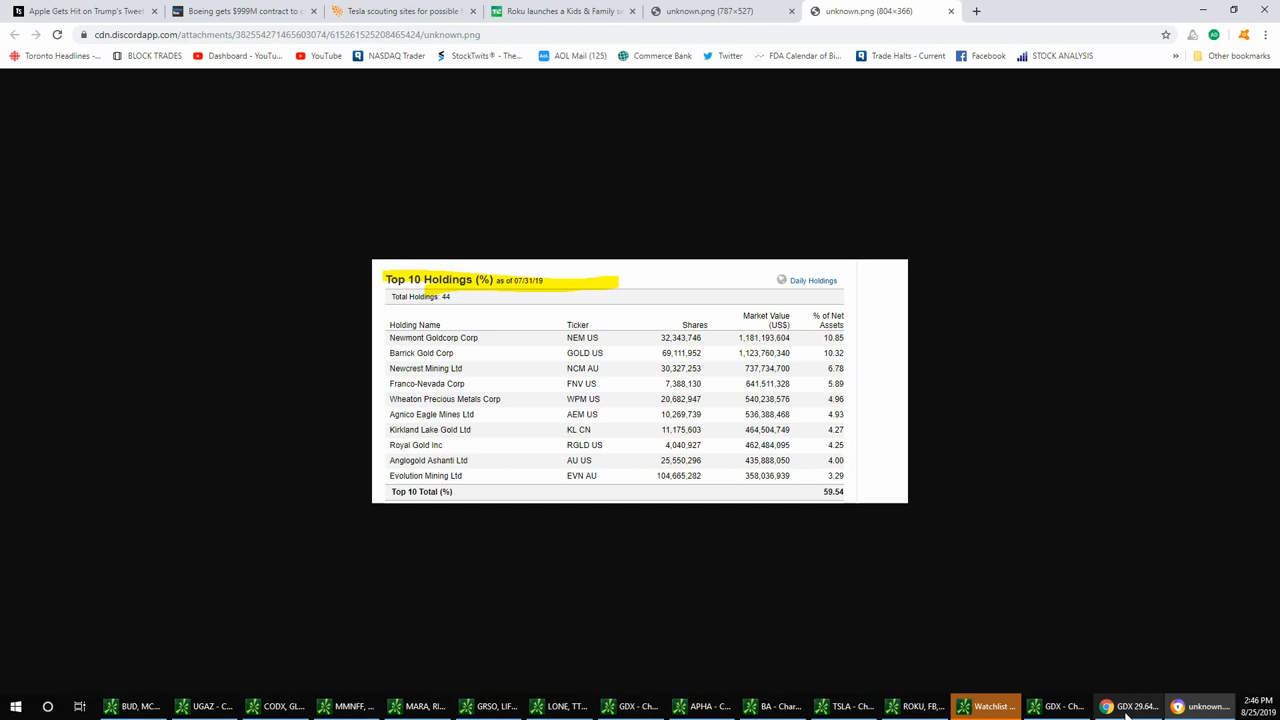 Apple Gets Hit on Trump's Tweet
Boeing gets $999M contract to c
Tesla scouting sites for possible
Roku launches a Kids & Family se
unknown.png (787×527)
unknown.png (804×366)
cdn.discordapp.com/attachments/382554271465603074/615261525208465424/unknown.png
Toronto Headlines -...
BLOCK TRADES
Dashboard - YouTu...
YouTube
NASDAQ Trader
StockTwits® - The...
AOL Mail (125)
Commerce Bank
Twitter
FDA Calendar of Bi...
Trade Halts - Current
Facebook
STOCK ANALYSIS
»
Other bookmarks
Top 10 Holdings (%) as of 07/31/19
Daily Holdings
Total Holdings: 44
Holding Name Ticker Shares Market Value (US$) % of Net Assets
Newmont Goldcorp Corp NEM US 32,343,746 1,181,193,604 10.85
Barrick Gold Corp GOLD US 69,111,952 1,123,760,340 10.32
Newcrest Mining Ltd NCM AU 30,327,253 737,734,700 6.78
Franco-Nevada Corp FNV US 7,388,130 641,511,328 5.89
Wheaton Precious Metals Corp WPM US 20,682,947 540,238,576 4.96
Agnico Eagle Mines Ltd AEM US 10,269,739 536,388,468 4.93
Kirkland Lake Gold Ltd KL CN 11,175,603 464,504,749 4.27
Royal Gold Inc RGLD US 4,040,927 462,484,095 4.25
Anglogold Ashanti Ltd AU US 25,550,296 435,888,050 4.00
Evolution Mining Ltd EVN AU 104,665,282 358,036,939 3.29
Top 10 Total (%) 59.54
BUD, MC...
UGAZ - C...
CODX, GL...
MMNFF, ...
MARA, RI...
GRSO, LIF...
LONE, TT...
GDX - Ch...
APHA - C...
BA - Char...
TSLA - Ch...
ROKU, FB,...
Watchlist ...
GDX - Ch...
GDX 29.64...
unknown....
2:46 PM
8/25/2019